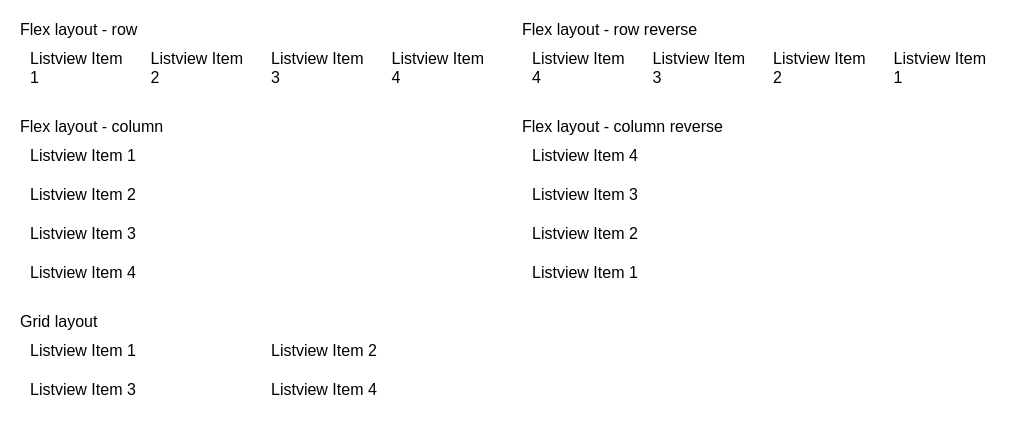 Flex layout - row
Listview Item 1
Listview Item 2
Listview Item 3
Listview Item 4
Flex layout - row reverse
Listview Item 4
Listview Item 3
Listview Item 2
Listview Item 1
Flex layout - column
Listview Item 1
Listview Item 2
Listview Item 3
Listview Item 4
Flex layout - column reverse
Listview Item 4
Listview Item 3
Listview Item 2
Listview Item 1
Grid layout
Listview Item 1
Listview Item 2
Listview Item 3
Listview Item 4